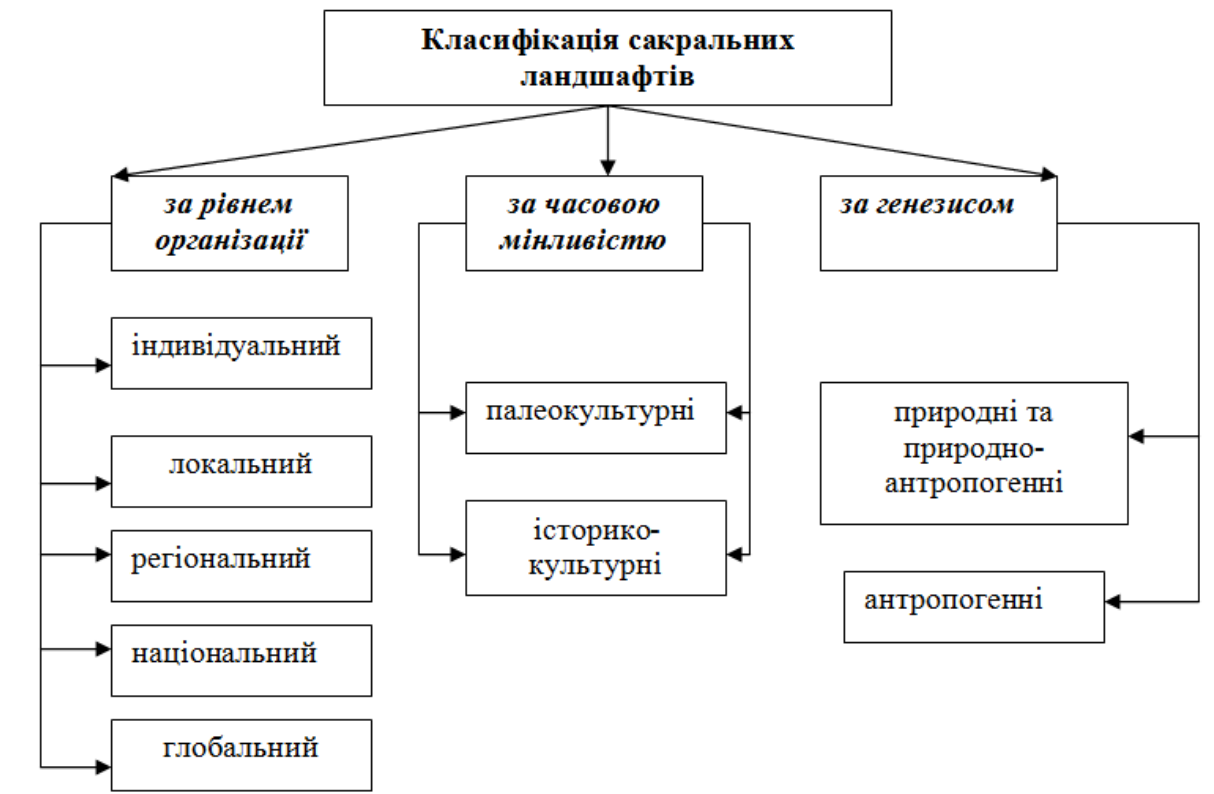 Класифікація сакральних
ландшафтів
за рівнем
організації
за часовою
мінливістю
за генезисом
індивідуальний
локальний
регіональний
національний
глобальний
палеокультурні
історико-
культурні
природні та
природно-
антропогенні
антропогенні